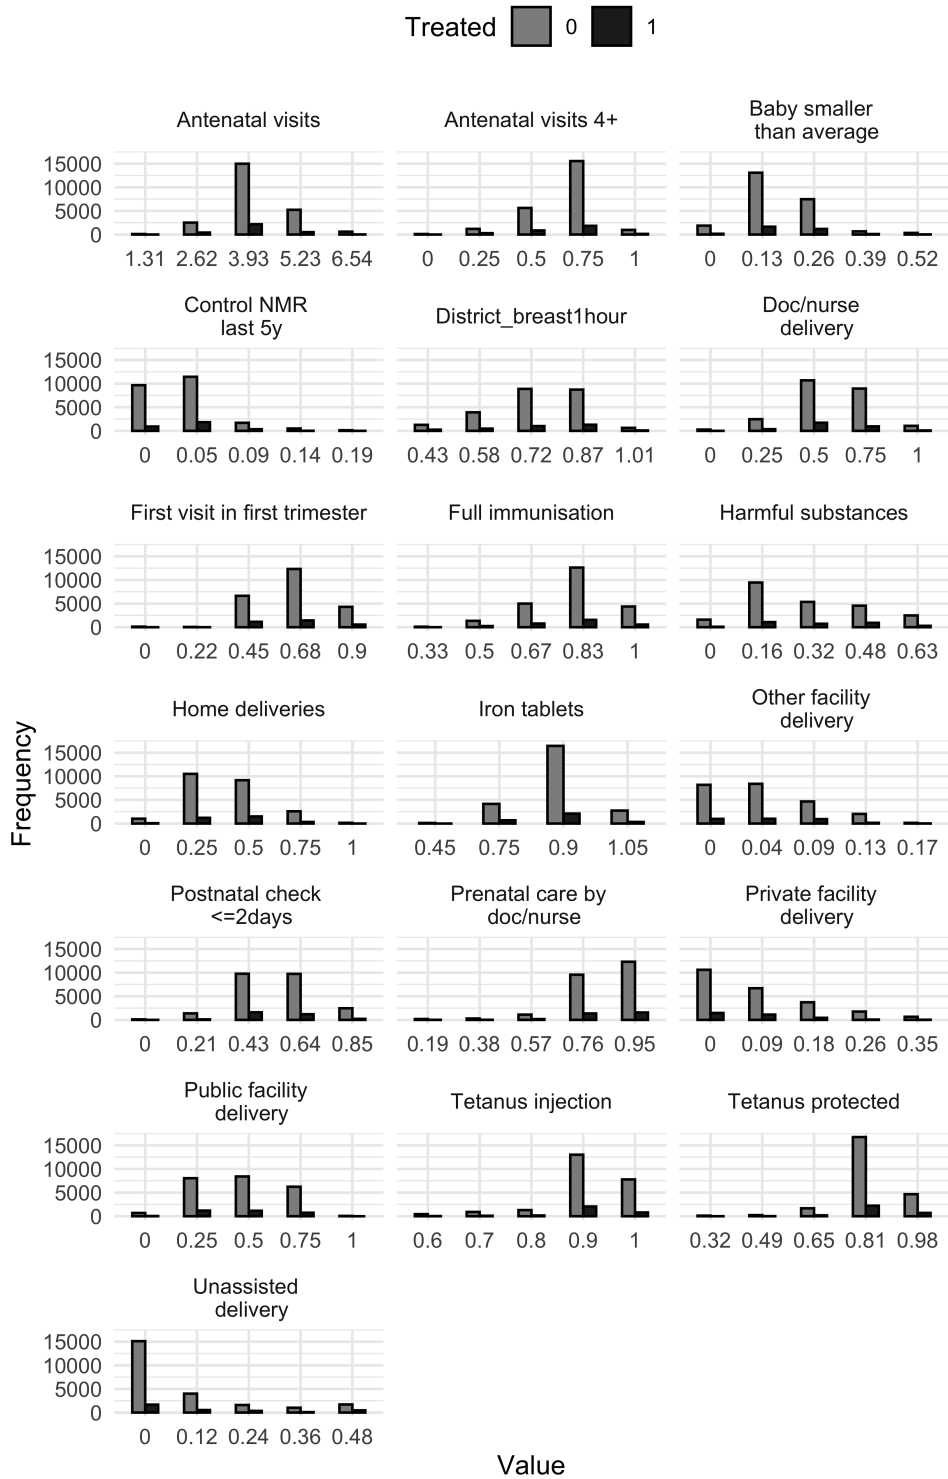 Treated 0 1
Antenatal visits
Antenatal visits 4+
Baby smaller
than average
15000
10000
5000
0
1.31 2.62 3.93 5.23 6.54
0 0.25 0.5 0.75 1
0 0.13 0.26 0.39 0.52
Control NMR
last 5y
District_breast1hour
Doc/nurse
delivery
15000
10000
5000
0
0 0.05 0.09 0.14 0.19
0.43 0.58 0.72 0.87 1.01
0 0.25 0.5 0.75 1
First visit in first trimester
Full immunisation
Harmful substances
15000
10000
5000
0
0 0.22 0.45 0.68 0.9
0.33 0.5 0.67 0.83 1
0 0.16 0.32 0.48 0.63
Home deliveries
Iron tablets
Other facility
delivery
Frequency
15000
10000
5000
0
0 0.25 0.5 0.75 1
0.45 0.75 0.9 1.05
0 0.04 0.09 0.13 0.17
Postnatal check
<=2days
Prenatal care by
doc/nurse
Private facility
delivery
15000
10000
5000
0
0 0.21 0.43 0.64 0.85
0.19 0.38 0.57 0.76 0.95
0 0.09 0.18 0.26 0.35
Public facility
delivery
Tetanus injection
Tetanus protected
15000
10000
5000
0
0 0.25 0.5 0.75 1
0.6 0.7 0.8 0.9 1
0.32 0.49 0.65 0.81 0.98
Unassisted
delivery
15000
10000
5000
0
0 0.12 0.24 0.36 0.48
Value